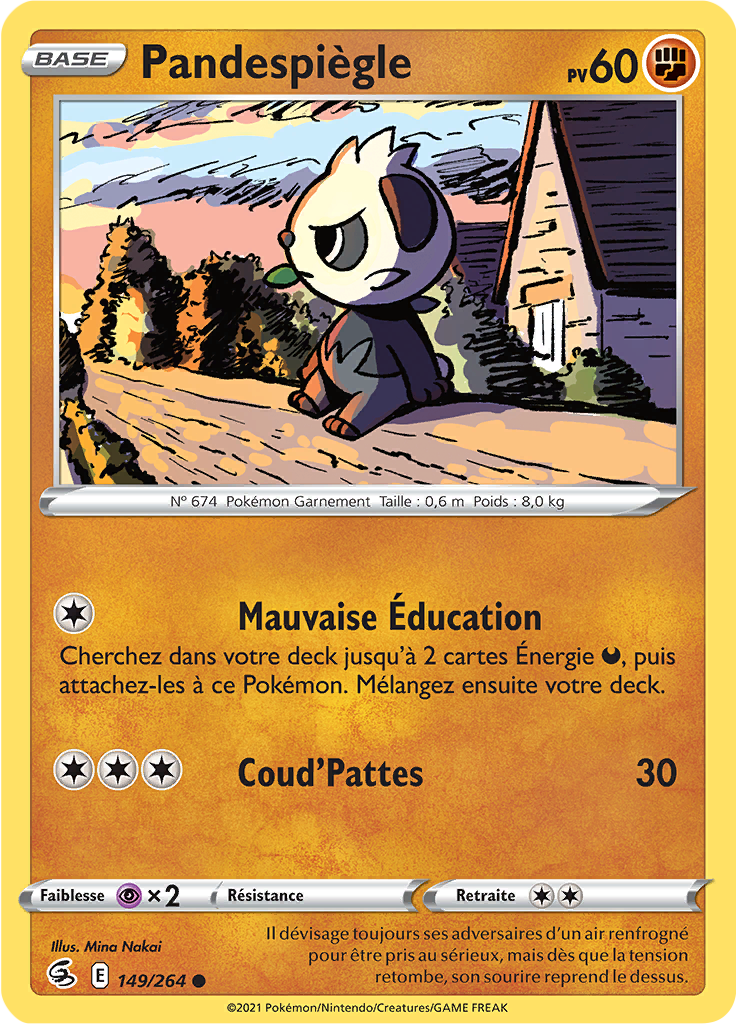 BASE
Pandespiègle
PV60
Nº 674 Pokémon Garnement Taille : 0,6 m Poids : 8,0 kg
Mauvaise Éducation
Cherchez dans votre deck jusqu'à 2 cartes Énergie , puis
attachez-les à ce Pokémon. Mélangez ensuite votre deck.
Coud'Pattes 30
Faiblesse ×2 Résistance Retraite
Illus. Mina Nakai
Il dévisage toujours ses adversaires d'un air renfrogné
pour être pris au sérieux, mais dès que la tension
retombe, son sourire reprend le dessus.
E 149/264
©2021 Pokémon/Nintendo/Creatures/GAME FREAK